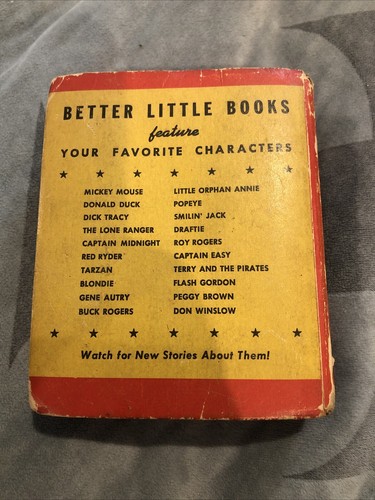 BETTER LITTLE BOOKS
feature
YOUR FAVORITE CHARACTERS
MICKEY MOUSE
DONALD DUCK
DICK TRACY
THE LONE RANGER
CAPTAIN MIDNIGHT
RED RYDER
TARZAN
BLONDIE
GENE AUTRY
BUCK ROGERS
LITTLE ORPHAN ANNIE
POPEYE
SMILIN' JACK
DRAFTIE
ROY ROGERS
CAPTAIN EASY
TERRY AND THE PIRATES
FLASH GORDON
PEGGY BROWN
DON WINSLOW
Watch for New Stories About Them!